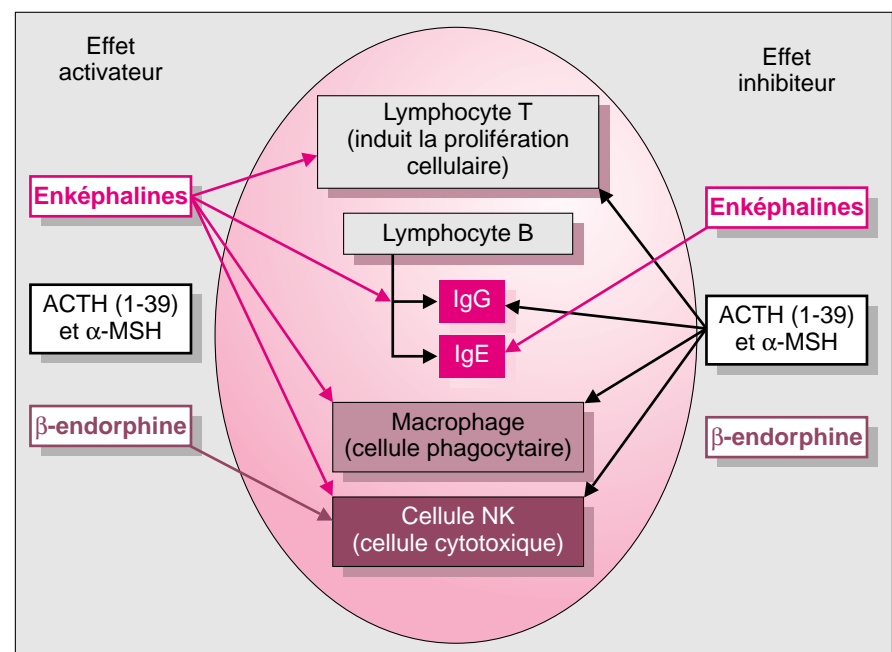 Effet
activateur
Effet
inhibiteur
Lymphocyte T
(induit la prolifération
cellulaire)
Enképhalines
Enképhalines
Lymphocyte B
IgG
ACTH (1-39)
et α-MSH
ACTH (1-39)
et α-MSH
IgE
β-endorphine
Macrophage
(cellule phagocytaire)
β-endorphine
Cellule NK
(cellule cytotoxique)